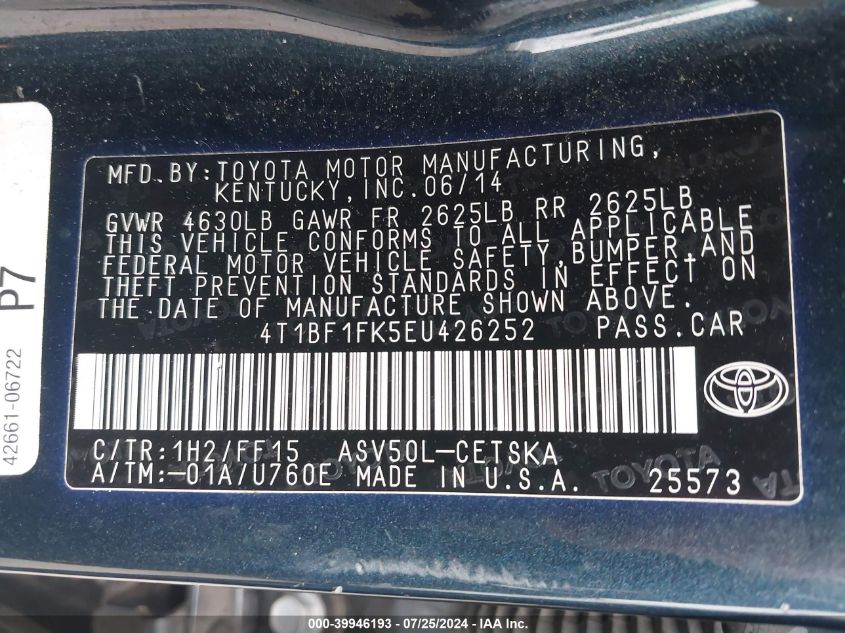 MFD.BY:TOYOTA MOTOR MANUFACTURING,
KENTUCKY,INC.06/14
GVWR 4630LB GAWR FR 2625LB RR 2625LB
THIS VEHICLE CONFORMS TO ALL APPLICABLE
FEDERAL MOTOR VEHICLE SAFETY,BUMPER,AND
THEFT PREVENTION STANDARDS IN EFFECT ON
THE DATE OF MANUFACTURE SHOWN ABOVE.
4T1BF1FK5EU426252 PASS.CAR
C/TR:1H2/FF15 ASV50L-CETSKA
A/TM:-01A/U760E MADE IN U.S.A. 25573
P7
42661-06722
000-39946193 / 07/25/2024 - IAA Inc.